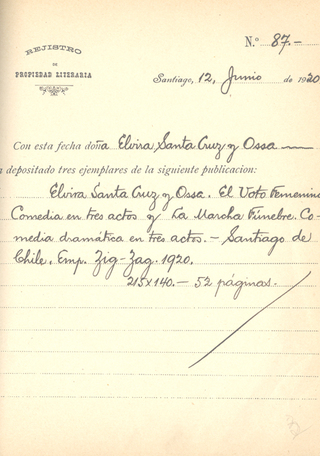 REJISTRO
DE
PROPIEDAD LITERARIA
N.º 87.-
Santiago, 12, Junio de 1920
Con esta fecha doña Elvira Santa Cruz y Ossa
a depositado tres ejemplares de la siguiente publicacion:
Elvira Santa Cruz y Ossa. El Voto Femenino
Comedia en tres actos y La Marcha Fúnebre. Co-
media dramática en tres actos.- Santiago de
Chile. Emp. Zig-Zag. 1920.
215x140.- 52 páginas.